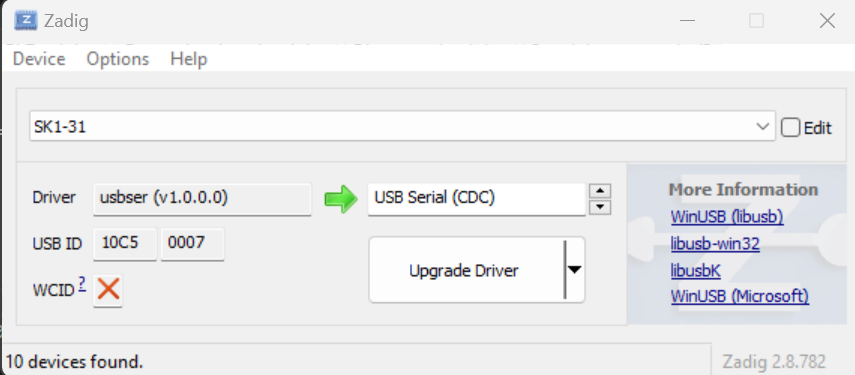 Zadig
Device Options Help
SK1-31
Edit
Driver usbser (v1.0.0.0) USB Serial (CDC)
More Information
WinUSB (libusb)
USB ID 10C5 0007
libusb-win32
Upgrade Driver
libusbK
WCID ?
WinUSB (Microsoft)
10 devices found.
Zadig 2.8.782